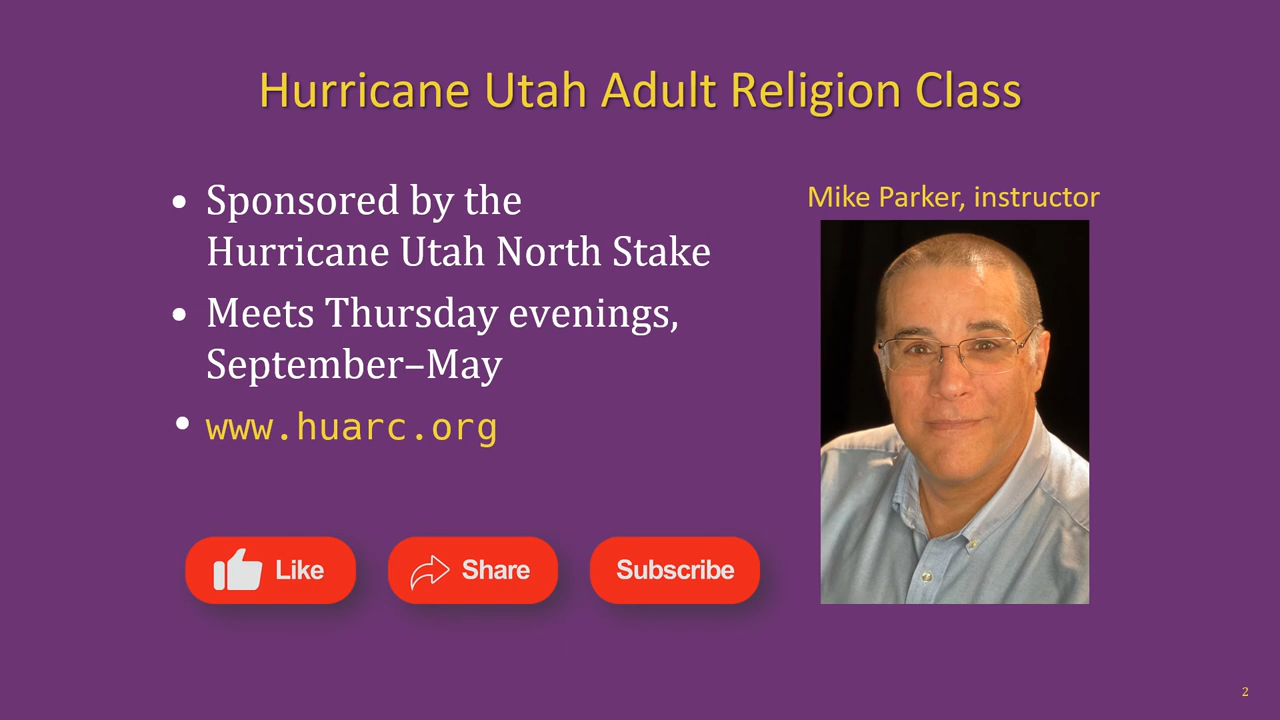 Hurricane Utah Adult Religion Class
• Sponsored by the
Hurricane Utah North Stake
• Meets Thursday evenings,
September–May
• www.huarc.org
Mike Parker, instructor
Like
Share
Subscribe
2